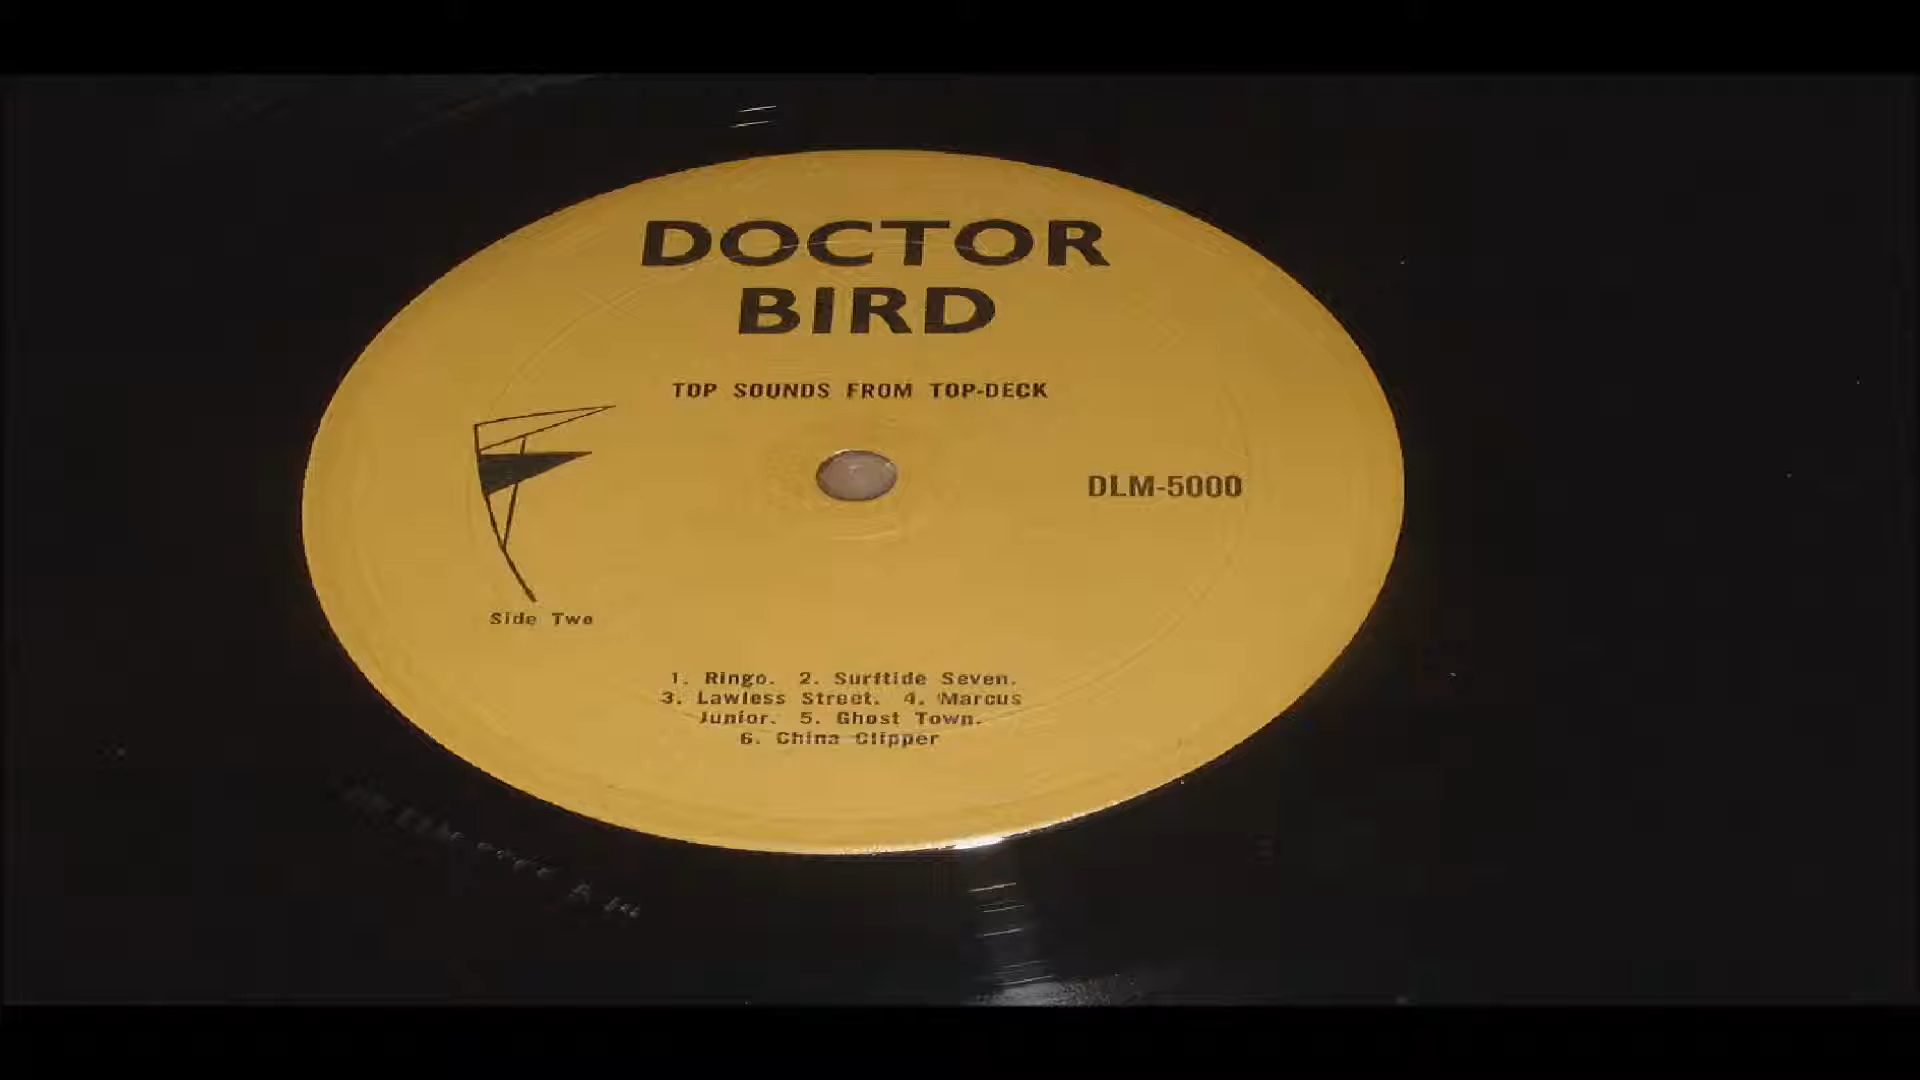 DOCTOR
BIRD
TOP SOUNDS FROM TOP-DECK
DLM-5000
Side Two
1. Ringo. 2. Surftide Seven.
3. Lawless Street. 4. Marcus
Junior. 5. Ghost Town.
6. China Clipper